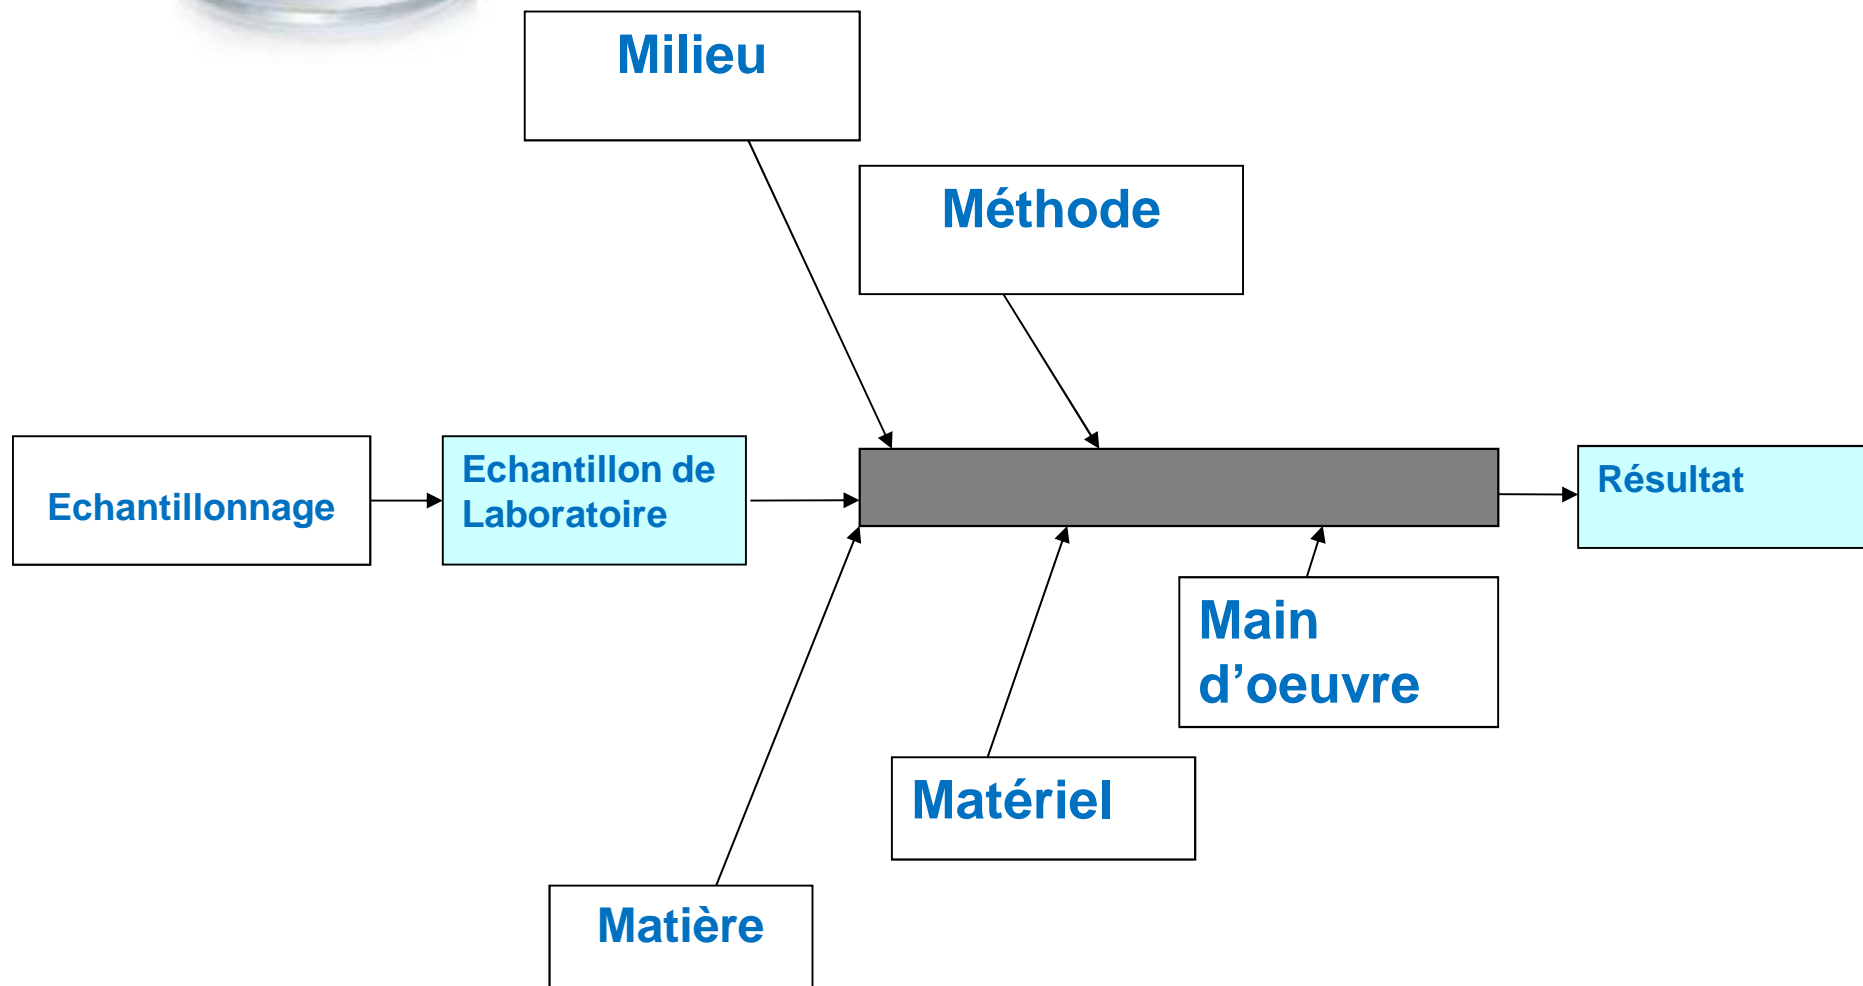 Milieu
Méthode
Echantillonnage
Echantillon de
Laboratoire
Résultat
Main
d’oeuvre
Matériel
Matière